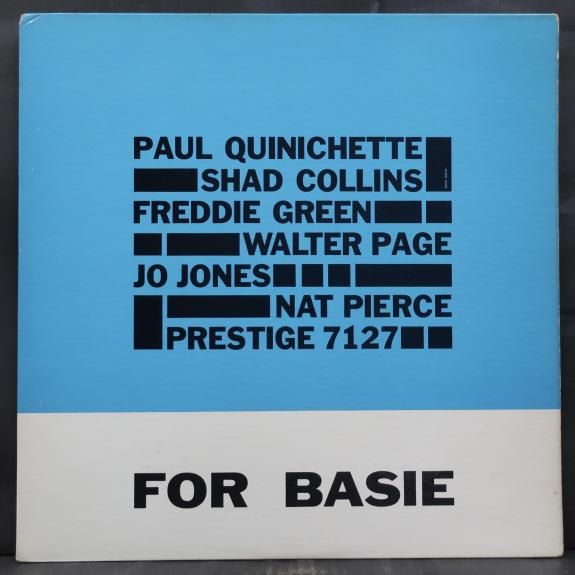 PAUL QUINICHETTE
SHAD COLLINS
FREDDIE GREEN
WALTER PAGE
JO JONES
NAT PIERCE
PRESTIGE 7127
FOR BASIE